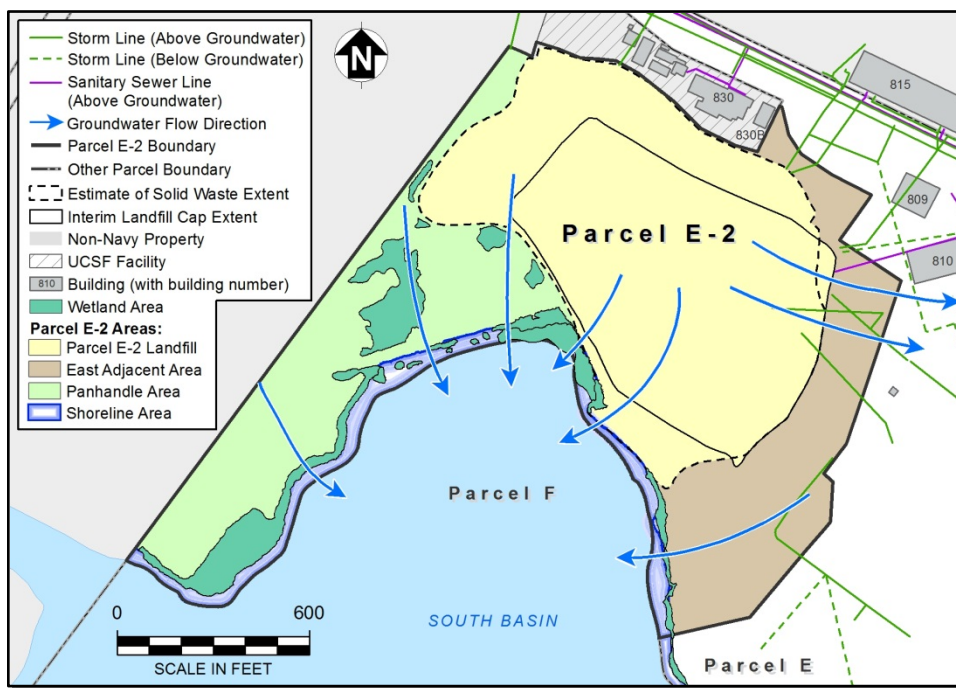 Storm Line (Above Groundwater)
Storm Line (Below Groundwater)
Sanitary Sewer Line
(Above Groundwater)
Groundwater Flow Direction
Parcel E-2 Boundary
Other Parcel Boundary
Estimate of Solid Waste Extent
Interim Landfill Cap Extent
Non-Navy Property
UCSF Facility
810 Building (with building number)
Wetland Area
Parcel E-2 Areas:
Parcel E-2 Landfill
East Adjacent Area
Panhandle Area
Shoreline Area
N
830
830B
815
809
810
Parcel E-2
Parcel F
SOUTH BASIN
Parcel E
0 600
SCALE IN FEET